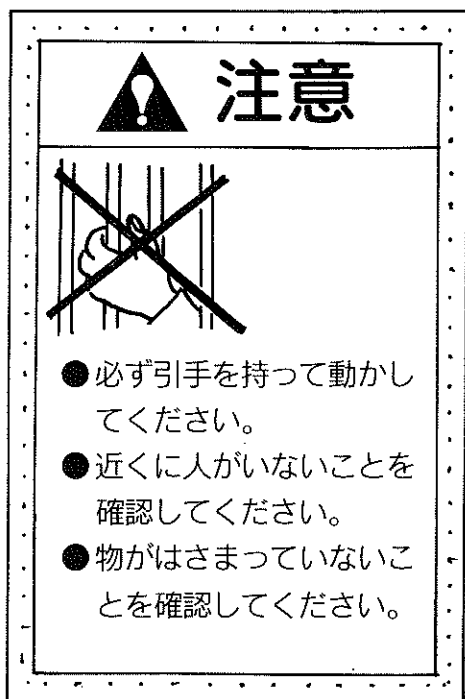 注意
●必ず引手を持って動かし
てください。
●近くに人がいないことを
確認してください。
●物がはさまっていないこ
とを確認してください。